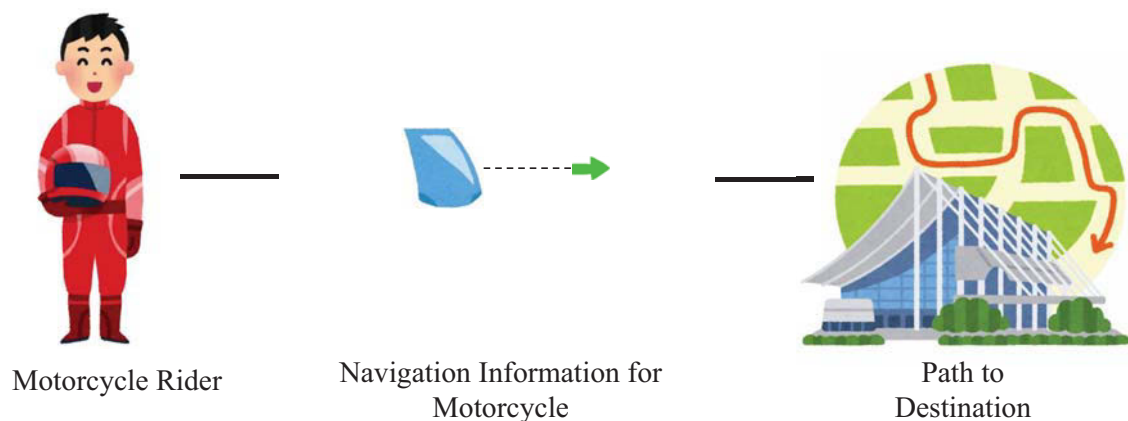 Motorcycle Rider
Navigation Information for
Motorcycle
Path to
Destination